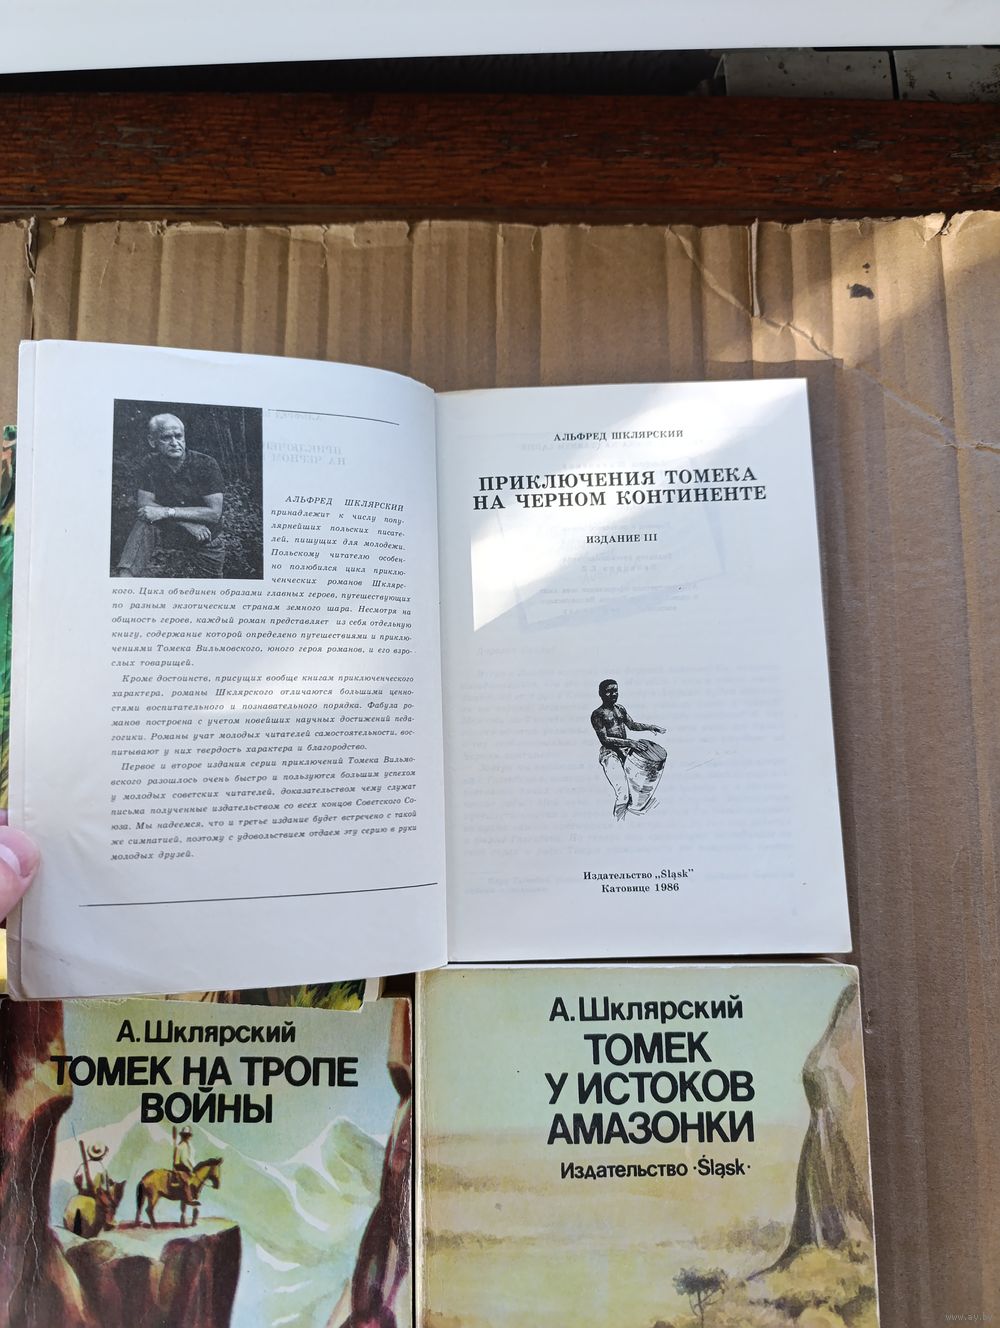 АЛЬФРЕД ШКЛЯРСКИЙ
принадлежит к числу попу-
лярнейших польских писате-
лей, пишущих для молодежи.
Польскому читателю особен-
но полюбился цикл приклю-
ченческих романов Шклярс-
кого. Цикл объединен образами главных героев, путешествующих
по разным экзотическим странам земного шара. Несмотря на
общность героев, каждый роман представляет из себя отдельную
книгу, содержание которой определено путешествиями и приклю-
чениями Томека Вильмовского, юного героя романов, и его взро-
слых товарищей.
Кроме достоинств, присущих вообще книгам приключенческого
характера, романы Шклярского отличаются большими ценно-
стями воспитательного и познавательного порядка. Фабула ро-
манов построена с учетом новейших научных достижений педа-
гогики. Романы учат молодых читателей самостоятельности, вос-
питывают у них твердость характера и благородство.
Первое и второе издания серии приключений Томека Вильмо-
вского разошлось очень быстро и пользуются большим успехом
у молодых советских читателей, доказательством чему служат
письма полученные издательством со всех концов Советского Со-
юза. Мы надеемся, что и третье издание будет встречено с такой
же симпатией, поэтому с удовольствием отдаем эту серию в руки
молодых друзей.
АЛЬФРЕД ШКЛЯРСКИЙ
ПРИКЛЮЧЕНИЯ ТОМЕКА
НА ЧЕРНОМ КОНТИНЕНТЕ
ИЗДАНИЕ III
Издательство „Śląsk”
Катовице 1986
А. Шклярский
ТОМЕК НА ТРОПЕ
ВОЙНЫ
А. Шклярский
ТОМЕК
У ИСТОКОВ
АМАЗОНКИ
Издательство ·Śląsk·
www.ay.by